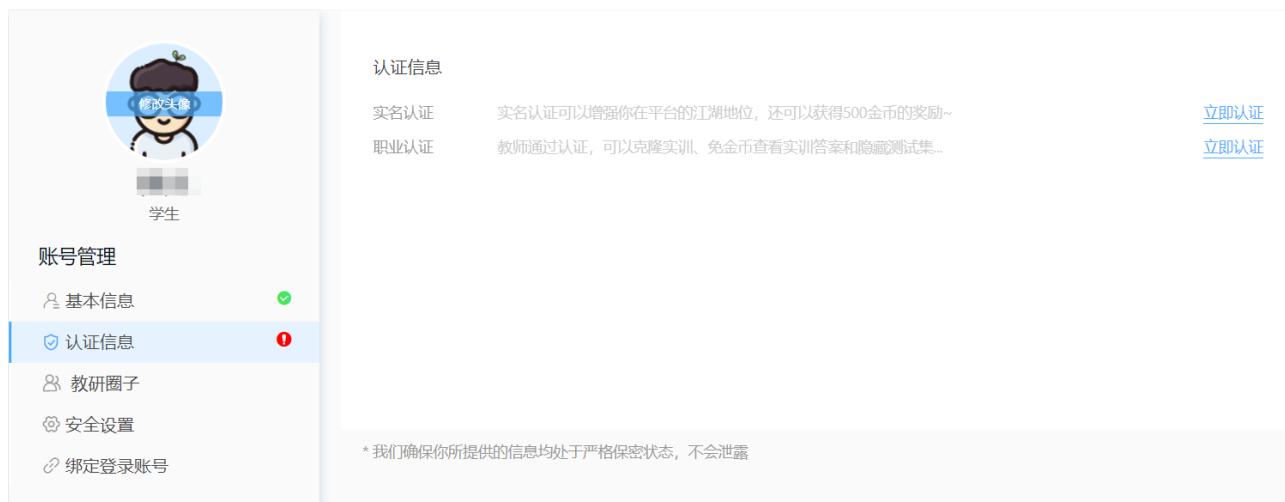 修改头像
学生
账号管理
基本信息
认证信息
教研圈子
安全设置
绑定登录账号
认证信息
实名认证 实名认证可以增强你在平台的江湖地位，还可以获得500金币的奖励~ 立即认证
职业认证 教师通过认证，可以克隆实训、免金币查看实训答案和隐藏测试集... 立即认证
* 我们确保你所提供的信息均处于严格保密状态，不会泄露